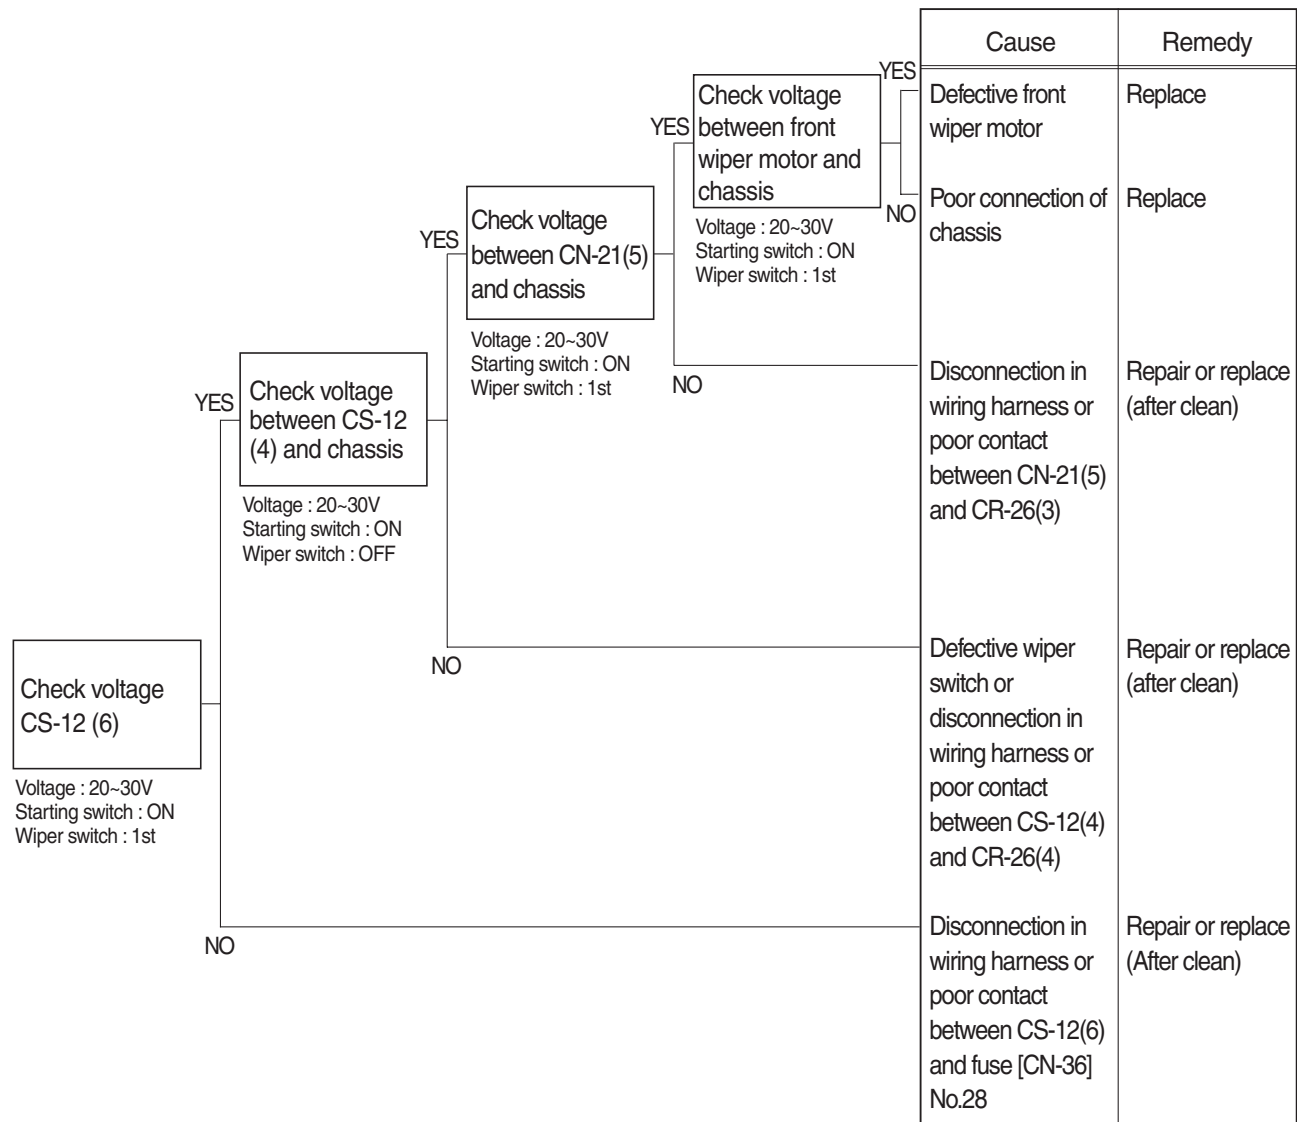 Cause
Remedy
YES
Defective front
wiper motor
Replace
Check voltage
between front
wiper motor and
chassis
YES
NO
Poor connection of
chassis
Replace
Voltage : 20~30V
Starting switch : ON
Wiper switch : 1st
Check voltage
between CN-21(5)
and chassis
YES
Voltage : 20~30V
Starting switch : ON
Wiper switch : 1st
NO
Disconnection in
wiring harness or
poor contact
between CN-21(5)
and CR-26(3)
Repair or replace
(after clean)
YES
Check voltage
between CS-12
(4) and chassis
Voltage : 20~30V
Starting switch : ON
Wiper switch : OFF
NO
Defective wiper
switch or
disconnection in
wiring harness or
poor contact
between CS-12(4)
and CR-26(4)
Repair or replace
(after clean)
Check voltage
CS-12 (6)
Voltage : 20~30V
Starting switch : ON
Wiper switch : 1st
NO
Disconnection in
wiring harness or
poor contact
between CS-12(6)
and fuse [CN-36]
No.28
Repair or replace
(After clean)